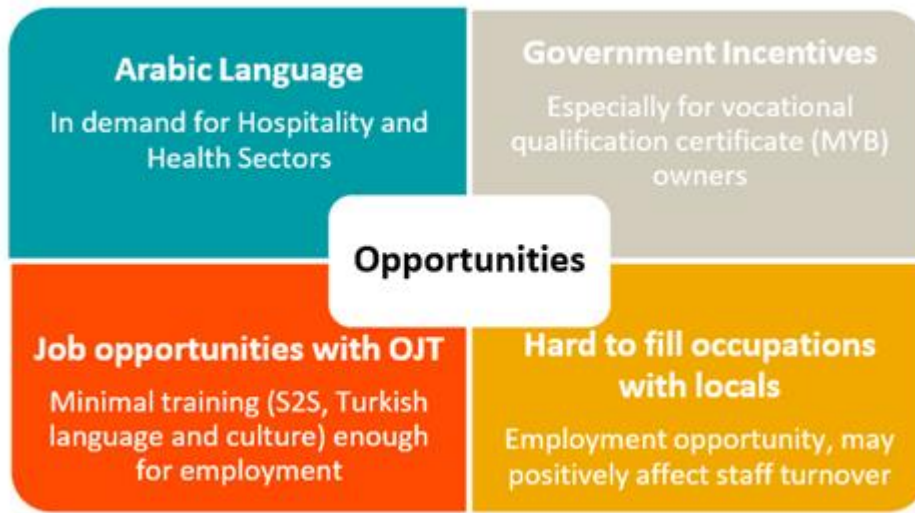 Arabic Language
In demand for Hospitality and
Health Sectors
Government Incentives
Especially for vocational
qualification certificate (MYB)
owners
Opportunities
Job opportunities with OJT
Minimal training (S2S, Turkish
language and culture) enough
for employment
Hard to fill occupations
with locals
Employment opportunity, may
positively affect staff turnover